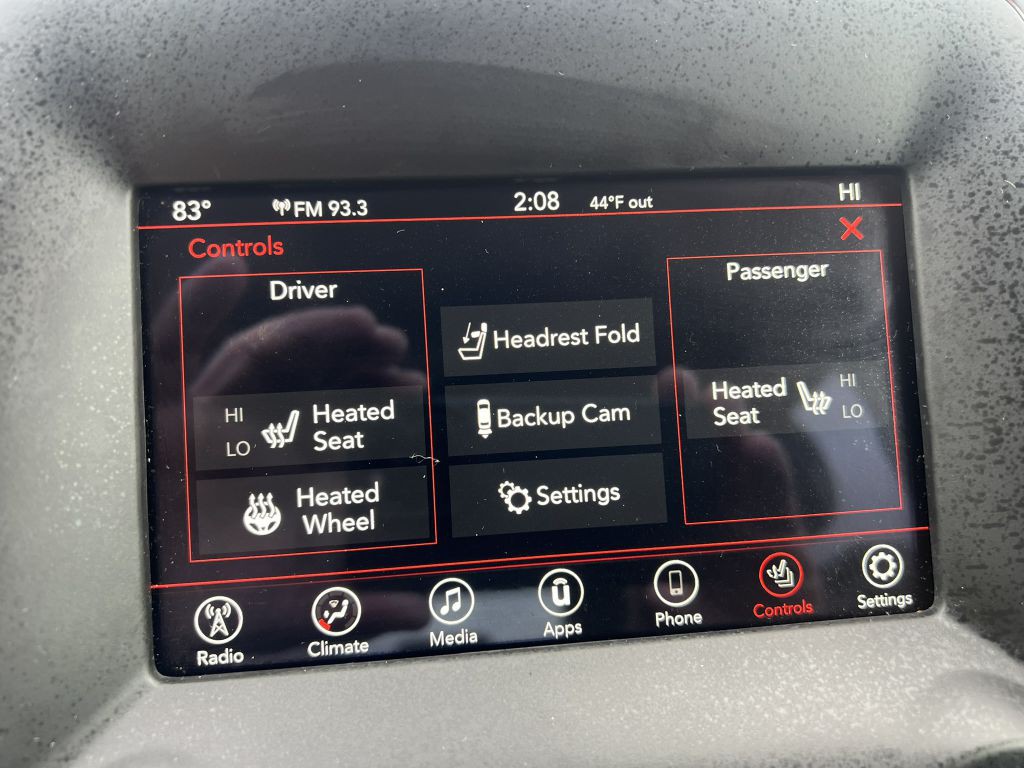 83° FM 93.3 2:08 44°F out HI
Controls
Driver
HI
LO
Heated
Seat
Heated
Wheel
Headrest Fold
Backup Cam
Settings
Passenger
Heated
Seat
HI
LO
Radio Climate Media Apps Phone Controls Settings